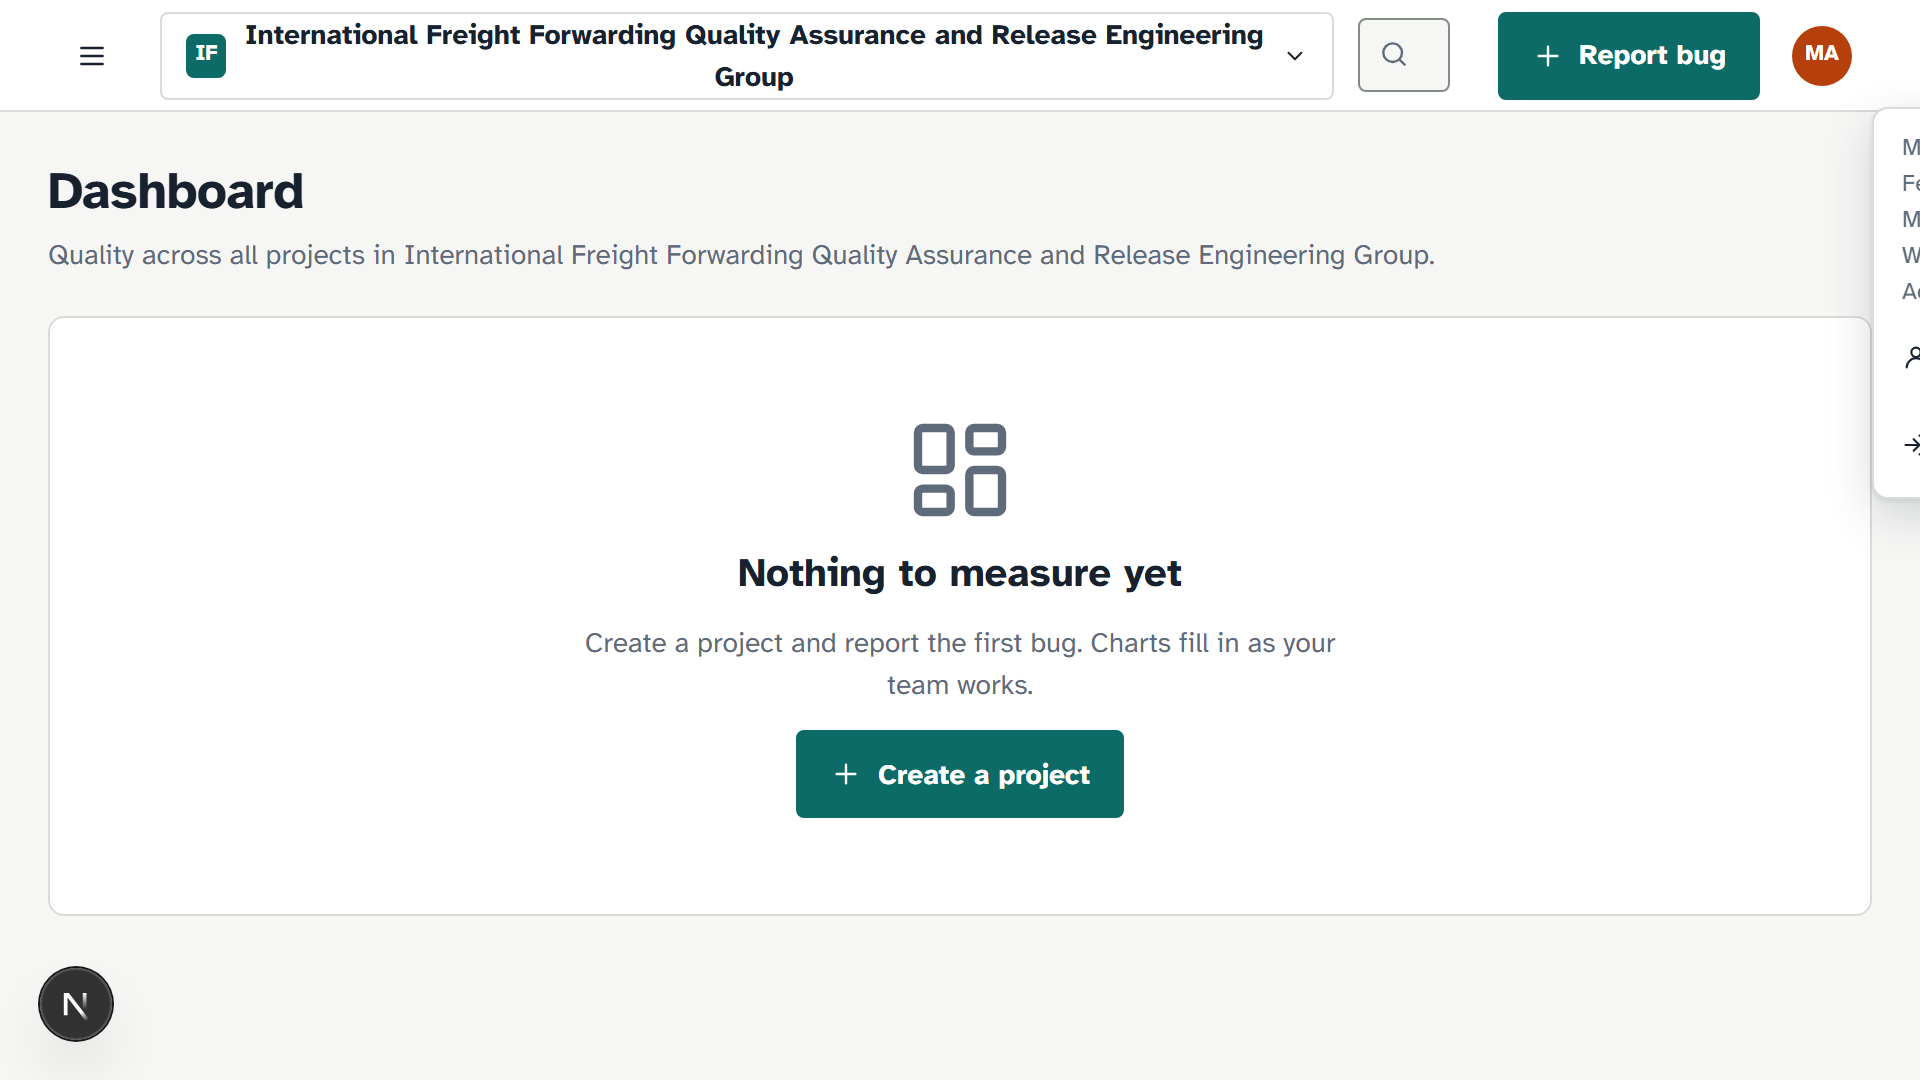 IF
International Freight Forwarding Quality Assurance and Release Engineering
Group
Report bug
MA
Dashboard
Quality across all projects in International Freight Forwarding Quality Assurance and Release Engineering Group.
Nothing to measure yet
Create a project and report the first bug. Charts fill in as your
team works.
Create a project
N